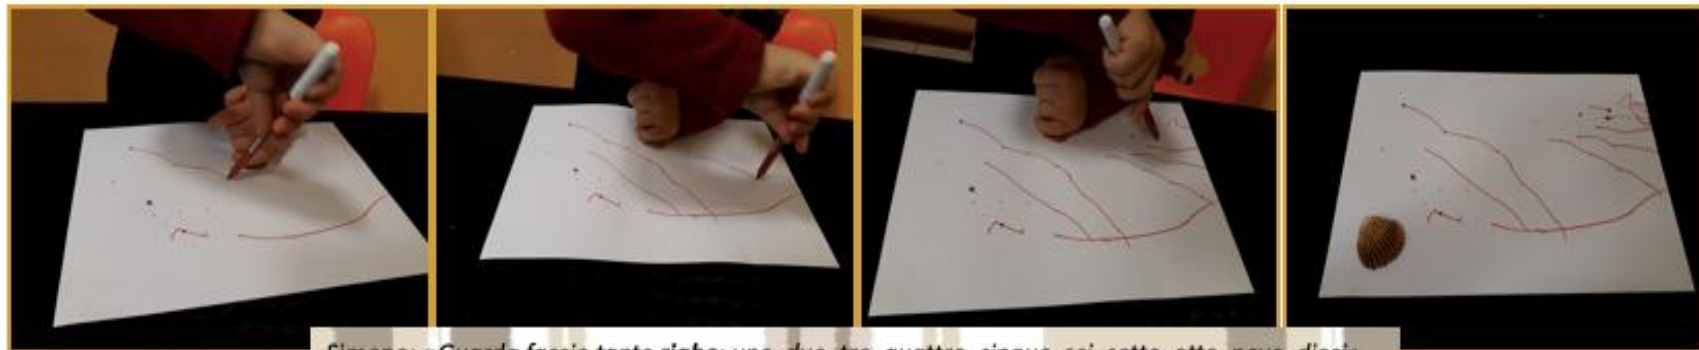 Simone: «Guarda faccio tante righe: uno, due, tre, quattro, cinque, sei, sette, otto, nove, dieci»